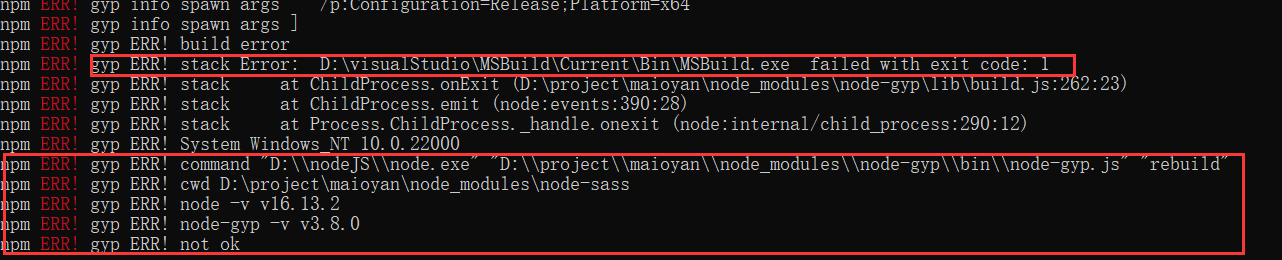 npm ERR! gyp info spawn args   '/p:Configuration=Release;Platform=x64'
npm ERR! gyp info spawn args ]
npm ERR! gyp ERR! build error
npm ERR! gyp ERR! stack Error: `D:\visualStudio\MSBuild\Current\Bin\MSBuild.exe` failed with exit code: 1
npm ERR! gyp ERR! stack     at ChildProcess.onExit (D:\project\maioyan\node_modules\node-gyp\lib\build.js:262:23)
npm ERR! gyp ERR! stack     at ChildProcess.emit (node:events:390:28)
npm ERR! gyp ERR! stack     at Process.ChildProcess._handle.onexit (node:internal/child_process:290:12)
npm ERR! gyp ERR! System Windows_NT 10.0.22000
npm ERR! gyp ERR! command "D:\\nodeJS\\node.exe" "D:\\project\\maioyan\\node_modules\\node-gyp\\bin\\node-gyp.js" "rebuild"
npm ERR! gyp ERR! cwd D:\project\maioyan\node_modules\node-sass
npm ERR! gyp ERR! node -v v16.13.2
npm ERR! gyp ERR! node-gyp -v v3.8.0
npm ERR! gyp ERR! not ok